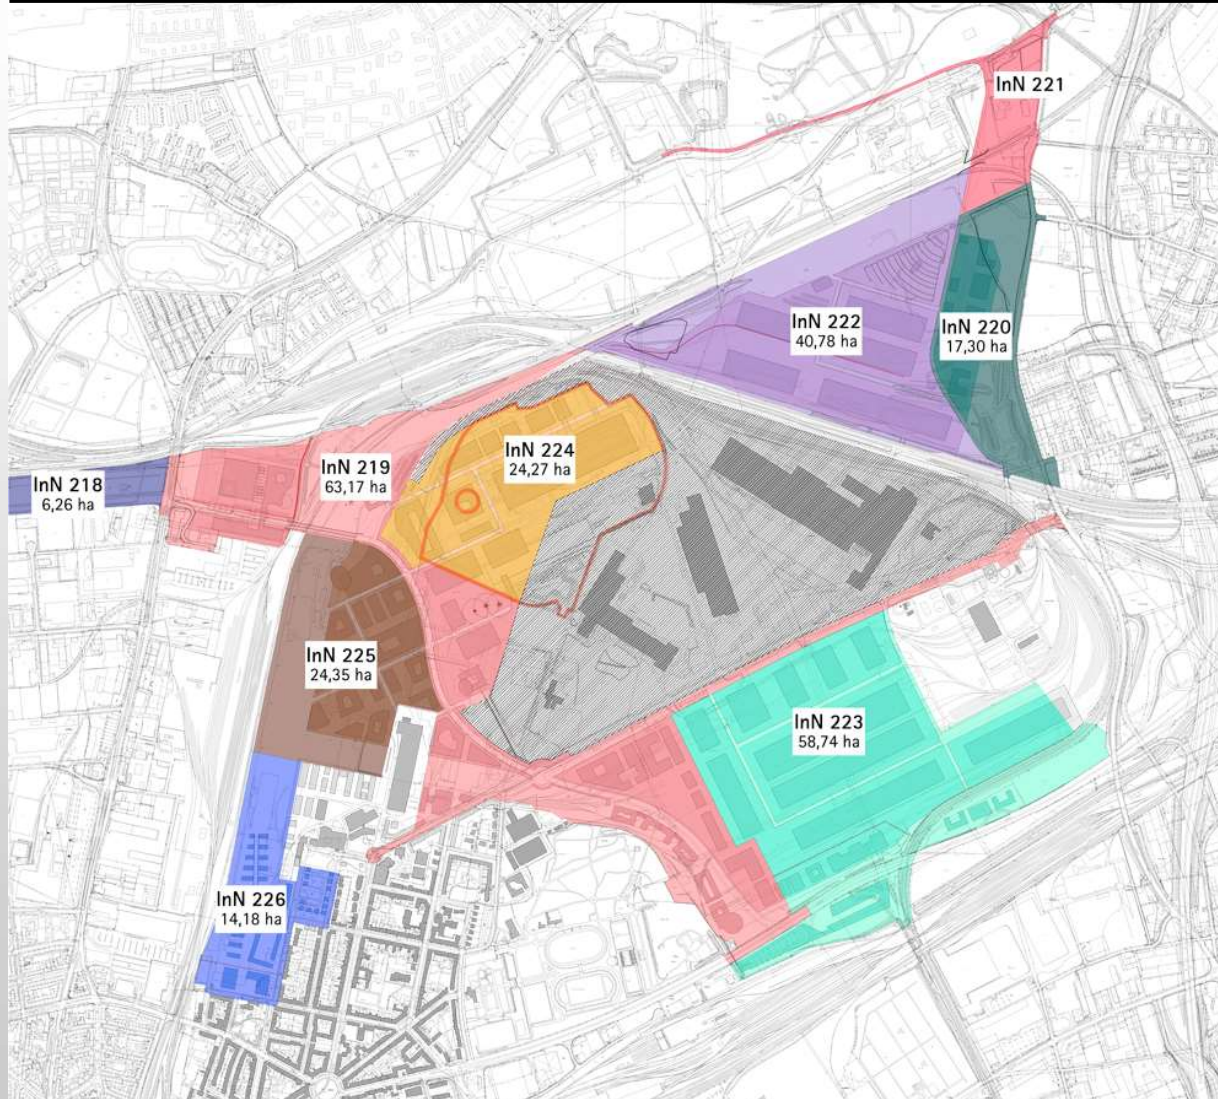 InN 221
InN 222
40,78 ha
InN 220
17,30 ha
InN 224
24,27 ha
InN 219
63,17 ha
InN 218
6,26 ha
InN 225
24,35 ha
InN 223
58,74 ha
InN 226
14,18 ha